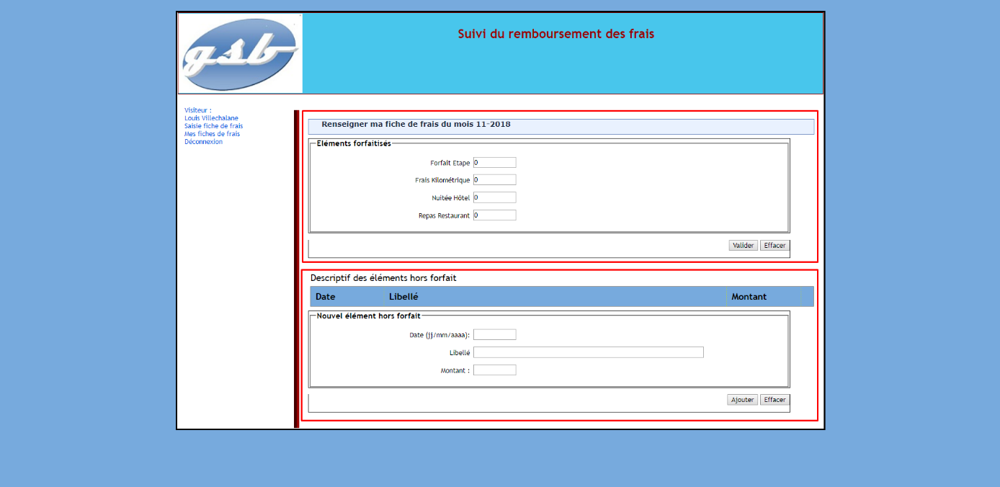 gsb
Suivi du remboursement des frais
Visiteur :
Louis Villechalane
Saisie fiche de frais
Mes fiches de frais
Déconnexion
Renseigner ma fiche de frais du mois 11-2018
Eléments forfaitisés
Forfait Etape 0
Frais Kilométrique 0
Nuitée Hôtel 0
Repas Restaurant 0
Valider Effacer
Descriptif des éléments hors forfait
Date Libellé Montant
Nouvel élément hors forfait
Date (jj/mm/aaaa):
Libellé
Montant :
Ajouter Effacer